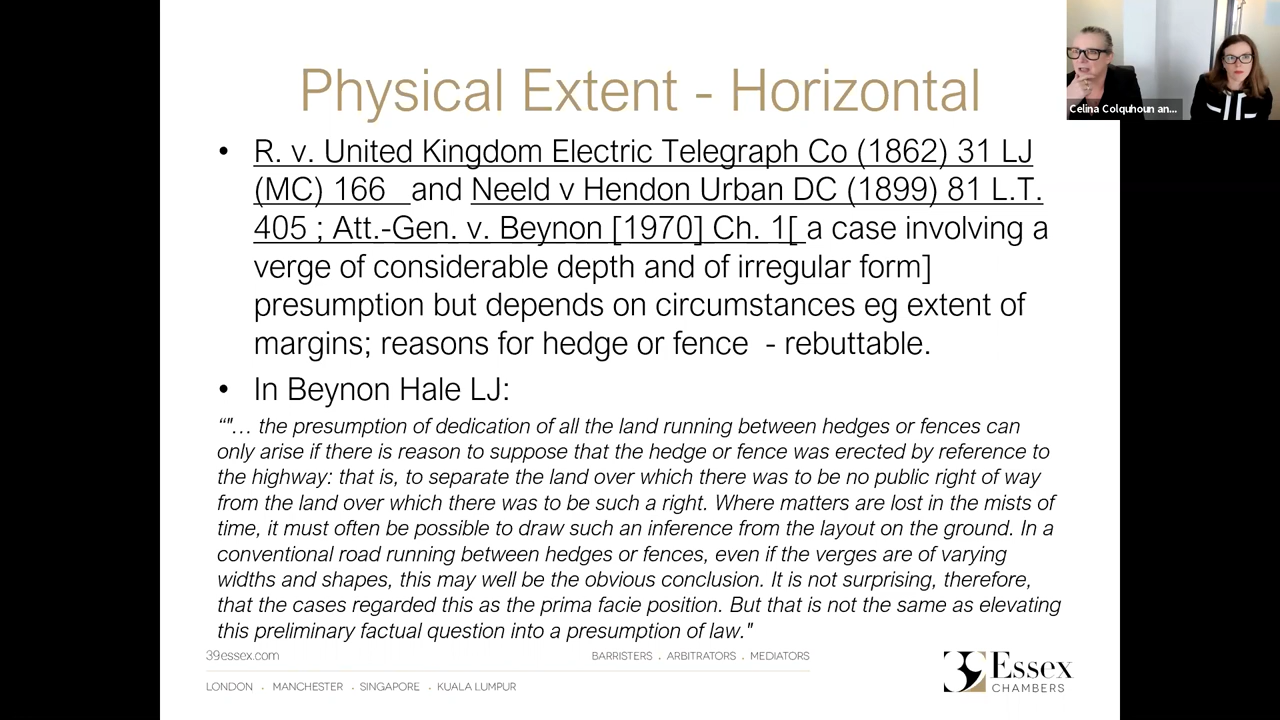 Physical Extent - Horizontal
Celina Colquhoun an...
• R. v. United Kingdom Electric Telegraph Co (1862) 31 LJ
(MC) 166 and Neeld v Hendon Urban DC (1899) 81 L.T.
405 ; Att.-Gen. v. Beynon [1970] Ch. 1[ a case involving a
verge of considerable depth and of irregular form]
presumption but depends on circumstances eg extent of
margins; reasons for hedge or fence - rebuttable.
• In Beynon Hale LJ:
“"… the presumption of dedication of all the land running between hedges or fences can
only arise if there is reason to suppose that the hedge or fence was erected by reference to
the highway: that is, to separate the land over which there was to be no public right of way
from the land over which there was to be such a right. Where matters are lost in the mists of
time, it must often be possible to draw such an inference from the layout on the ground. In a
conventional road running between hedges or fences, even if the verges are of varying
widths and shapes, this may well be the obvious conclusion. It is not surprising, therefore,
that the cases regarded this as the prima facie position. But that is not the same as elevating
this preliminary factual question into a presumption of law."
39essex.com
BARRISTERS . ARBITRATORS . MEDIATORS
LONDON . MANCHESTER . SINGAPORE . KUALA LUMPUR
39 Essex
CHAMBERS